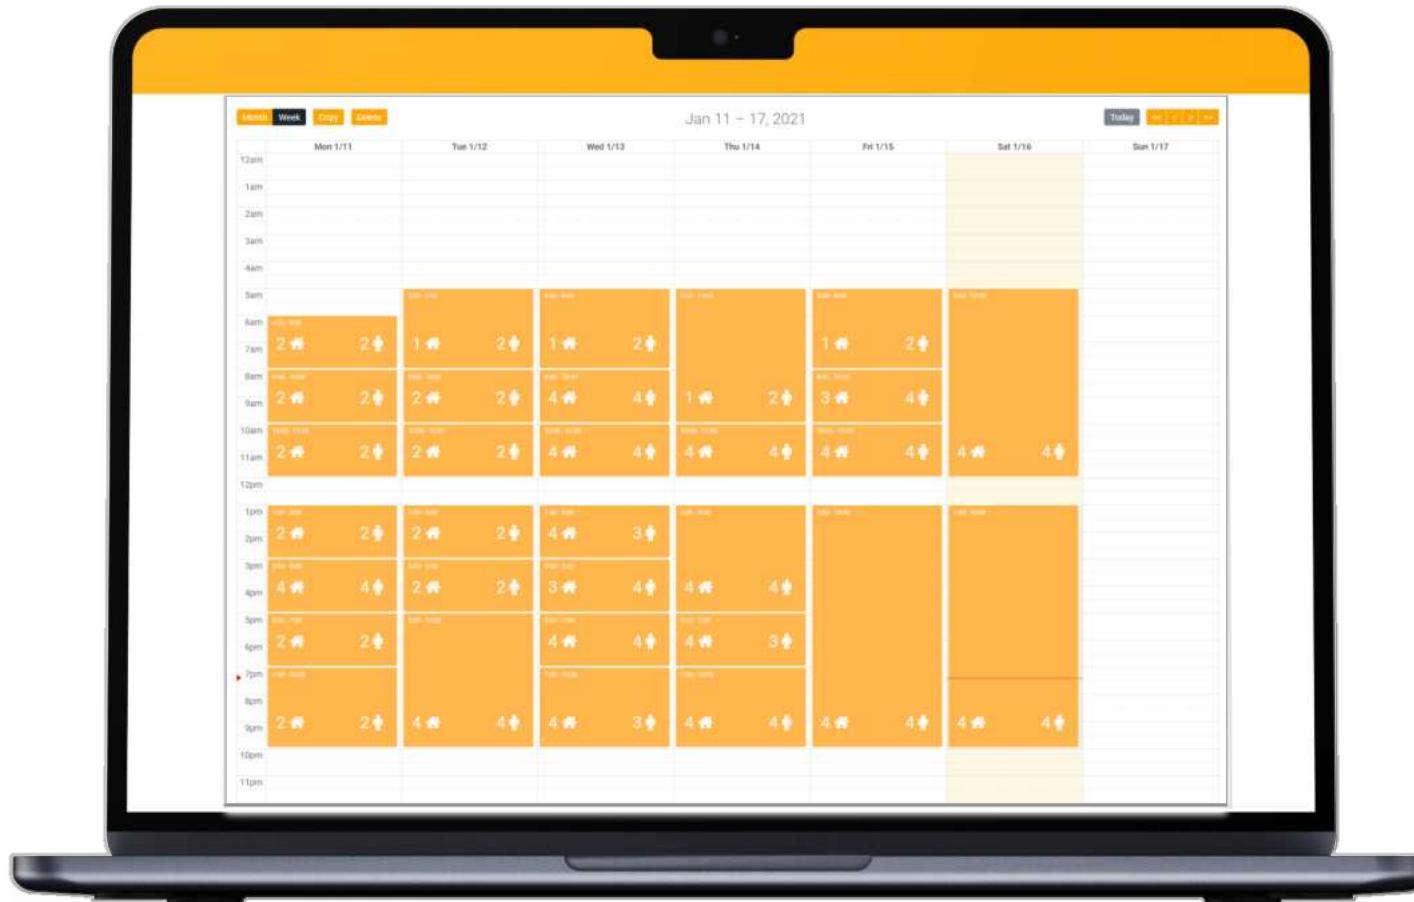 Month Week Copy Delete Jan 11 – 17, 2021 Today << < > >>
Mon 1/11 Tue 1/12 Wed 1/13 Thu 1/14 Fri 1/15 Sat 1/16 Sun 1/17
12am
1am
2am
3am
4am
5am
6am
7am 2 2 1 2 1 2 1 2
8am
9am 2 2 2 2 4 4 1 2 3 4
10am
11am 2 2 2 2 4 4 4 4 4 4 4 4
12pm
1pm
2pm 2 2 2 2 4 3
3pm
4pm 4 4 2 2 3 4 4 4
5pm
6pm 2 2 4 4 4 3
7pm
8pm
9pm 2 2 4 4 4 3 4 4 4 4 4 4
10pm
11pm